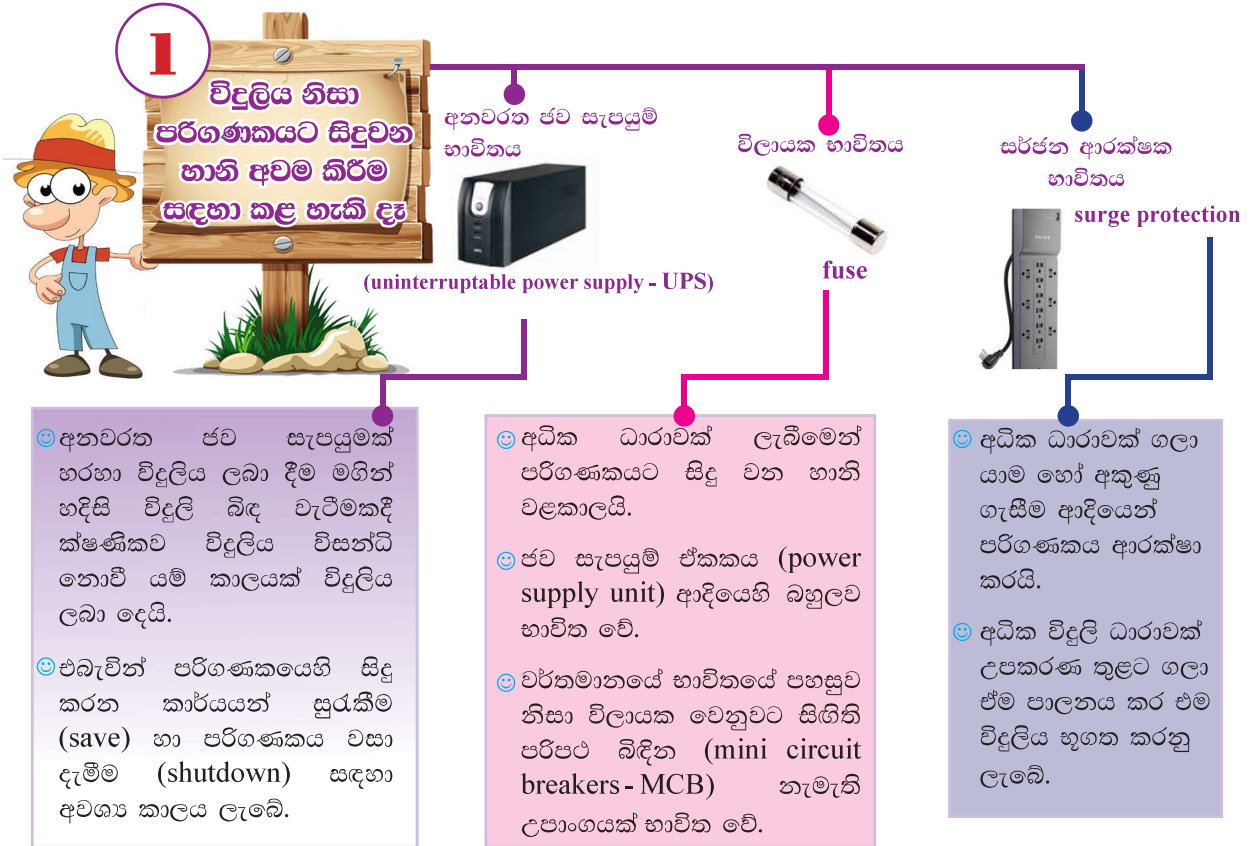 1
විදුලිය නිසා
පරිගණකයට සිදුවන
හානි අවම කිරීම
සඳහා කළ හැකි දෑ
අනවරත ජව සැපයුම්
භාවිතය
(uninterruptable power supply - UPS)
විලායක භාවිතය
fuse
සර්ජන ආරක්ෂක
භාවිතය
surge protection
අනවරත ජව සැපයුමක්
හරහා විදුලිය ලබා දීම මගින්
හදිසි විදුලි බිඳ වැටීමකදී
ක්ෂණිකව විදුලිය විසන්ධි
නොවී යම් කාලයක් විදුලිය
ලබා දෙයි.
එබැවින් පරිගණකයෙහි සිදු
කරන කාර්යයන් සුරැකීම
(save) හා පරිගණකය වසා
දැමීම (shutdown) සඳහා
අවශ්‍ය කාලය ලැබේ.
අධික ධාරාවක් ලැබීමෙන්
පරිගණකයට සිදු වන හානි
වළකාලයි.
ජව සැපයුම් ඒකකය (power
supply unit) ආදියෙහි බහුලව
භාවිත වේ.
වර්තමානයේ භාවිතයේ පහසුව
නිසා විලායක වෙනුවට සිඟිති
පරිපථ බිඳින (mini circuit
breakers - MCB) නැමැති
උපාංගයක් භාවිත වේ.
අධික ධාරාවක් ගලා
යාම හෝ අකුණු
ගැසීම ආදියෙන්
පරිගණකය ආරක්ෂා
කරයි.
අධික විදුලි ධාරාවක්
උපකරණ තුළට ගලා
ඒම පාලනය කර එම
විදුලිය භූගත කරනු
ලැබේ.